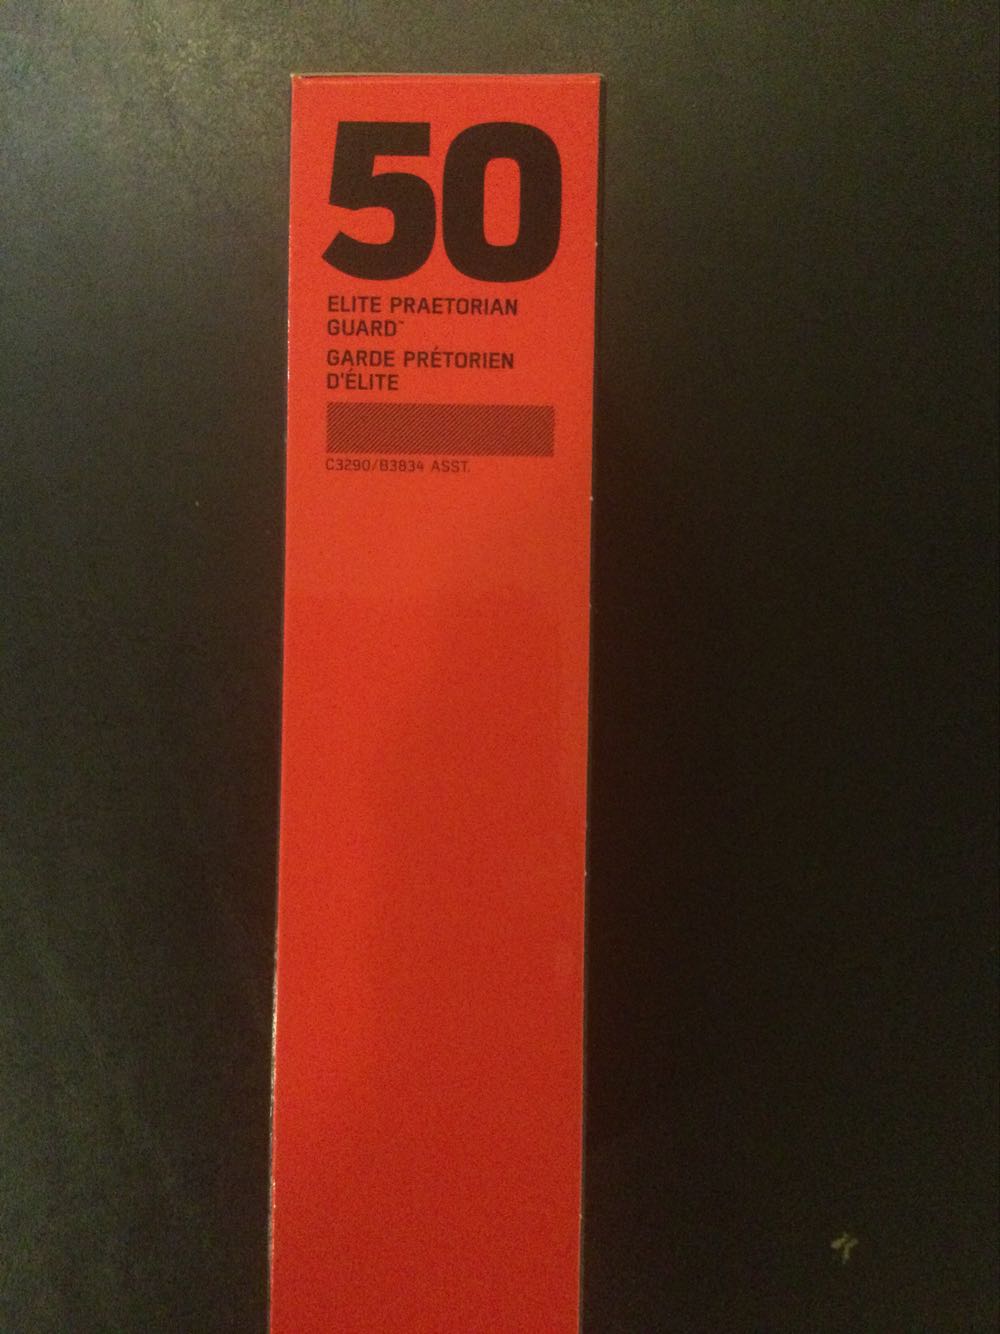 50
ELITE PRAETORIAN
GUARD™
GARDE PRÉTORIEN
D'ÉLITE
C3290/B3834 ASST.